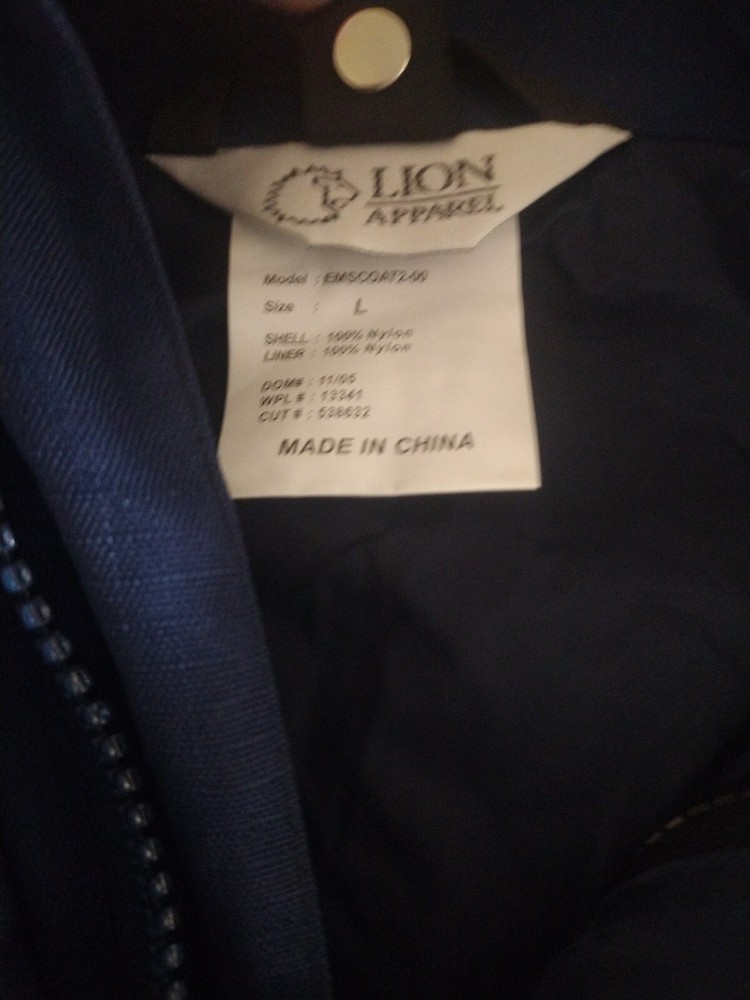 LION
APPAREL
Model : EMSCOAT2-00
Size : L
SHELL : 100% Nylon
LINER : 100% Nylon
DOM# : 11/05
WPL # : 13341
CUT # : 538632
MADE IN CHINA